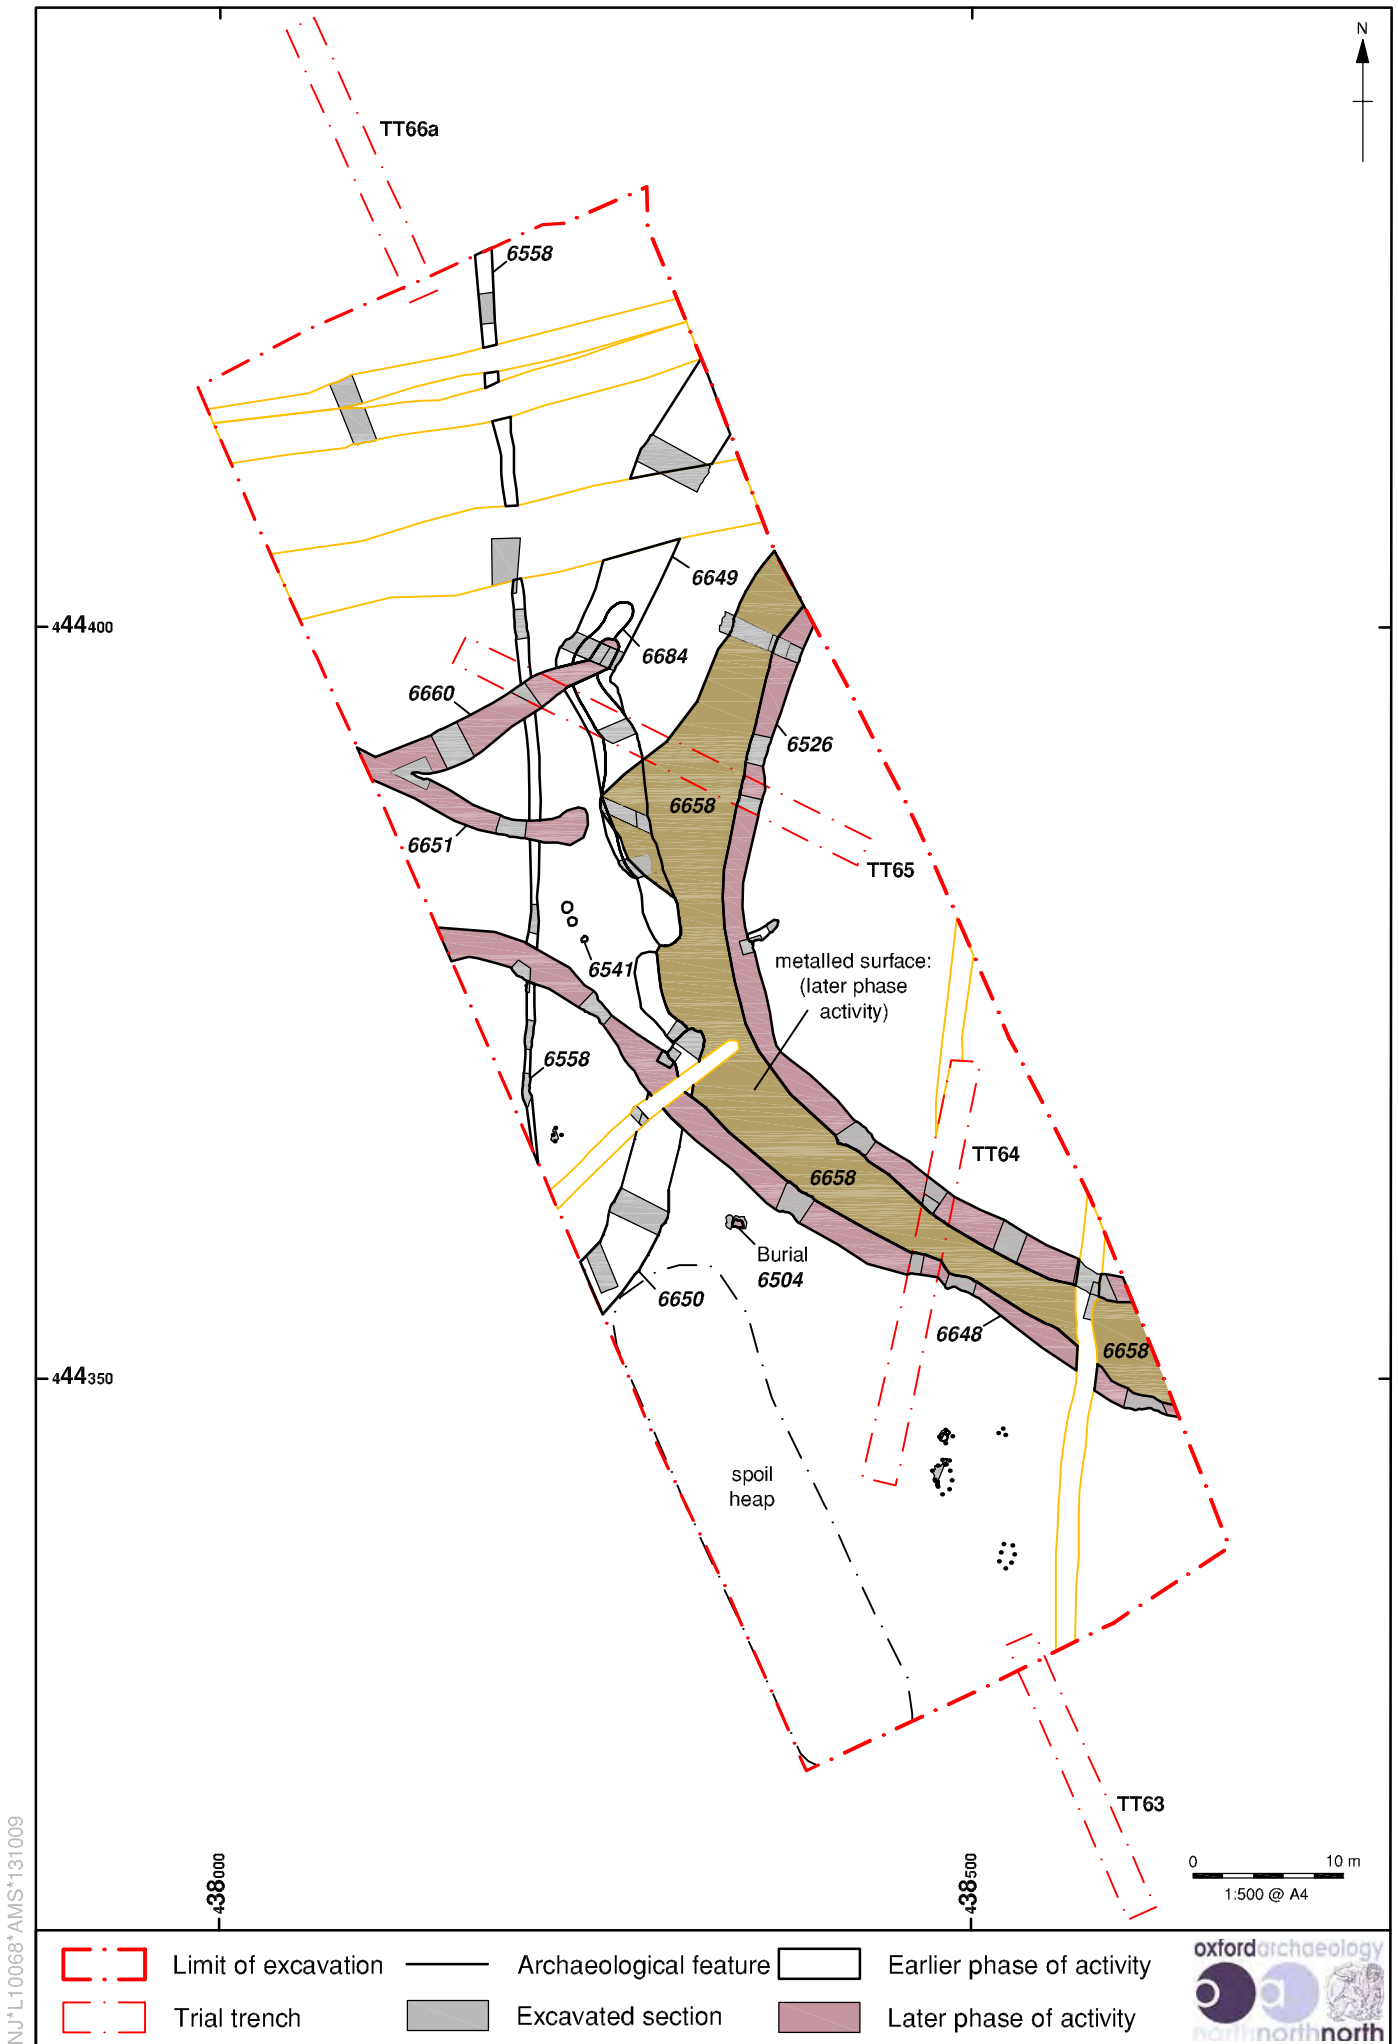 N
TT66a
6558
6649
444400
6684
6660
6526
6658
6651
TT65
6541
metalled surface:
(later phase
activity)
6558
TT64
6658
Burial
6504
6650
6648
6658
444350
spoil
heap
TT63
0 10 m
1:500 @ A4
438000
438500
NJ*L10068*AMS*131009
Limit of excavation
Archaeological feature
Earlier phase of activity
Trial trench
Excavated section
Later phase of activity
oxfordarchaeology
northnorthnorth